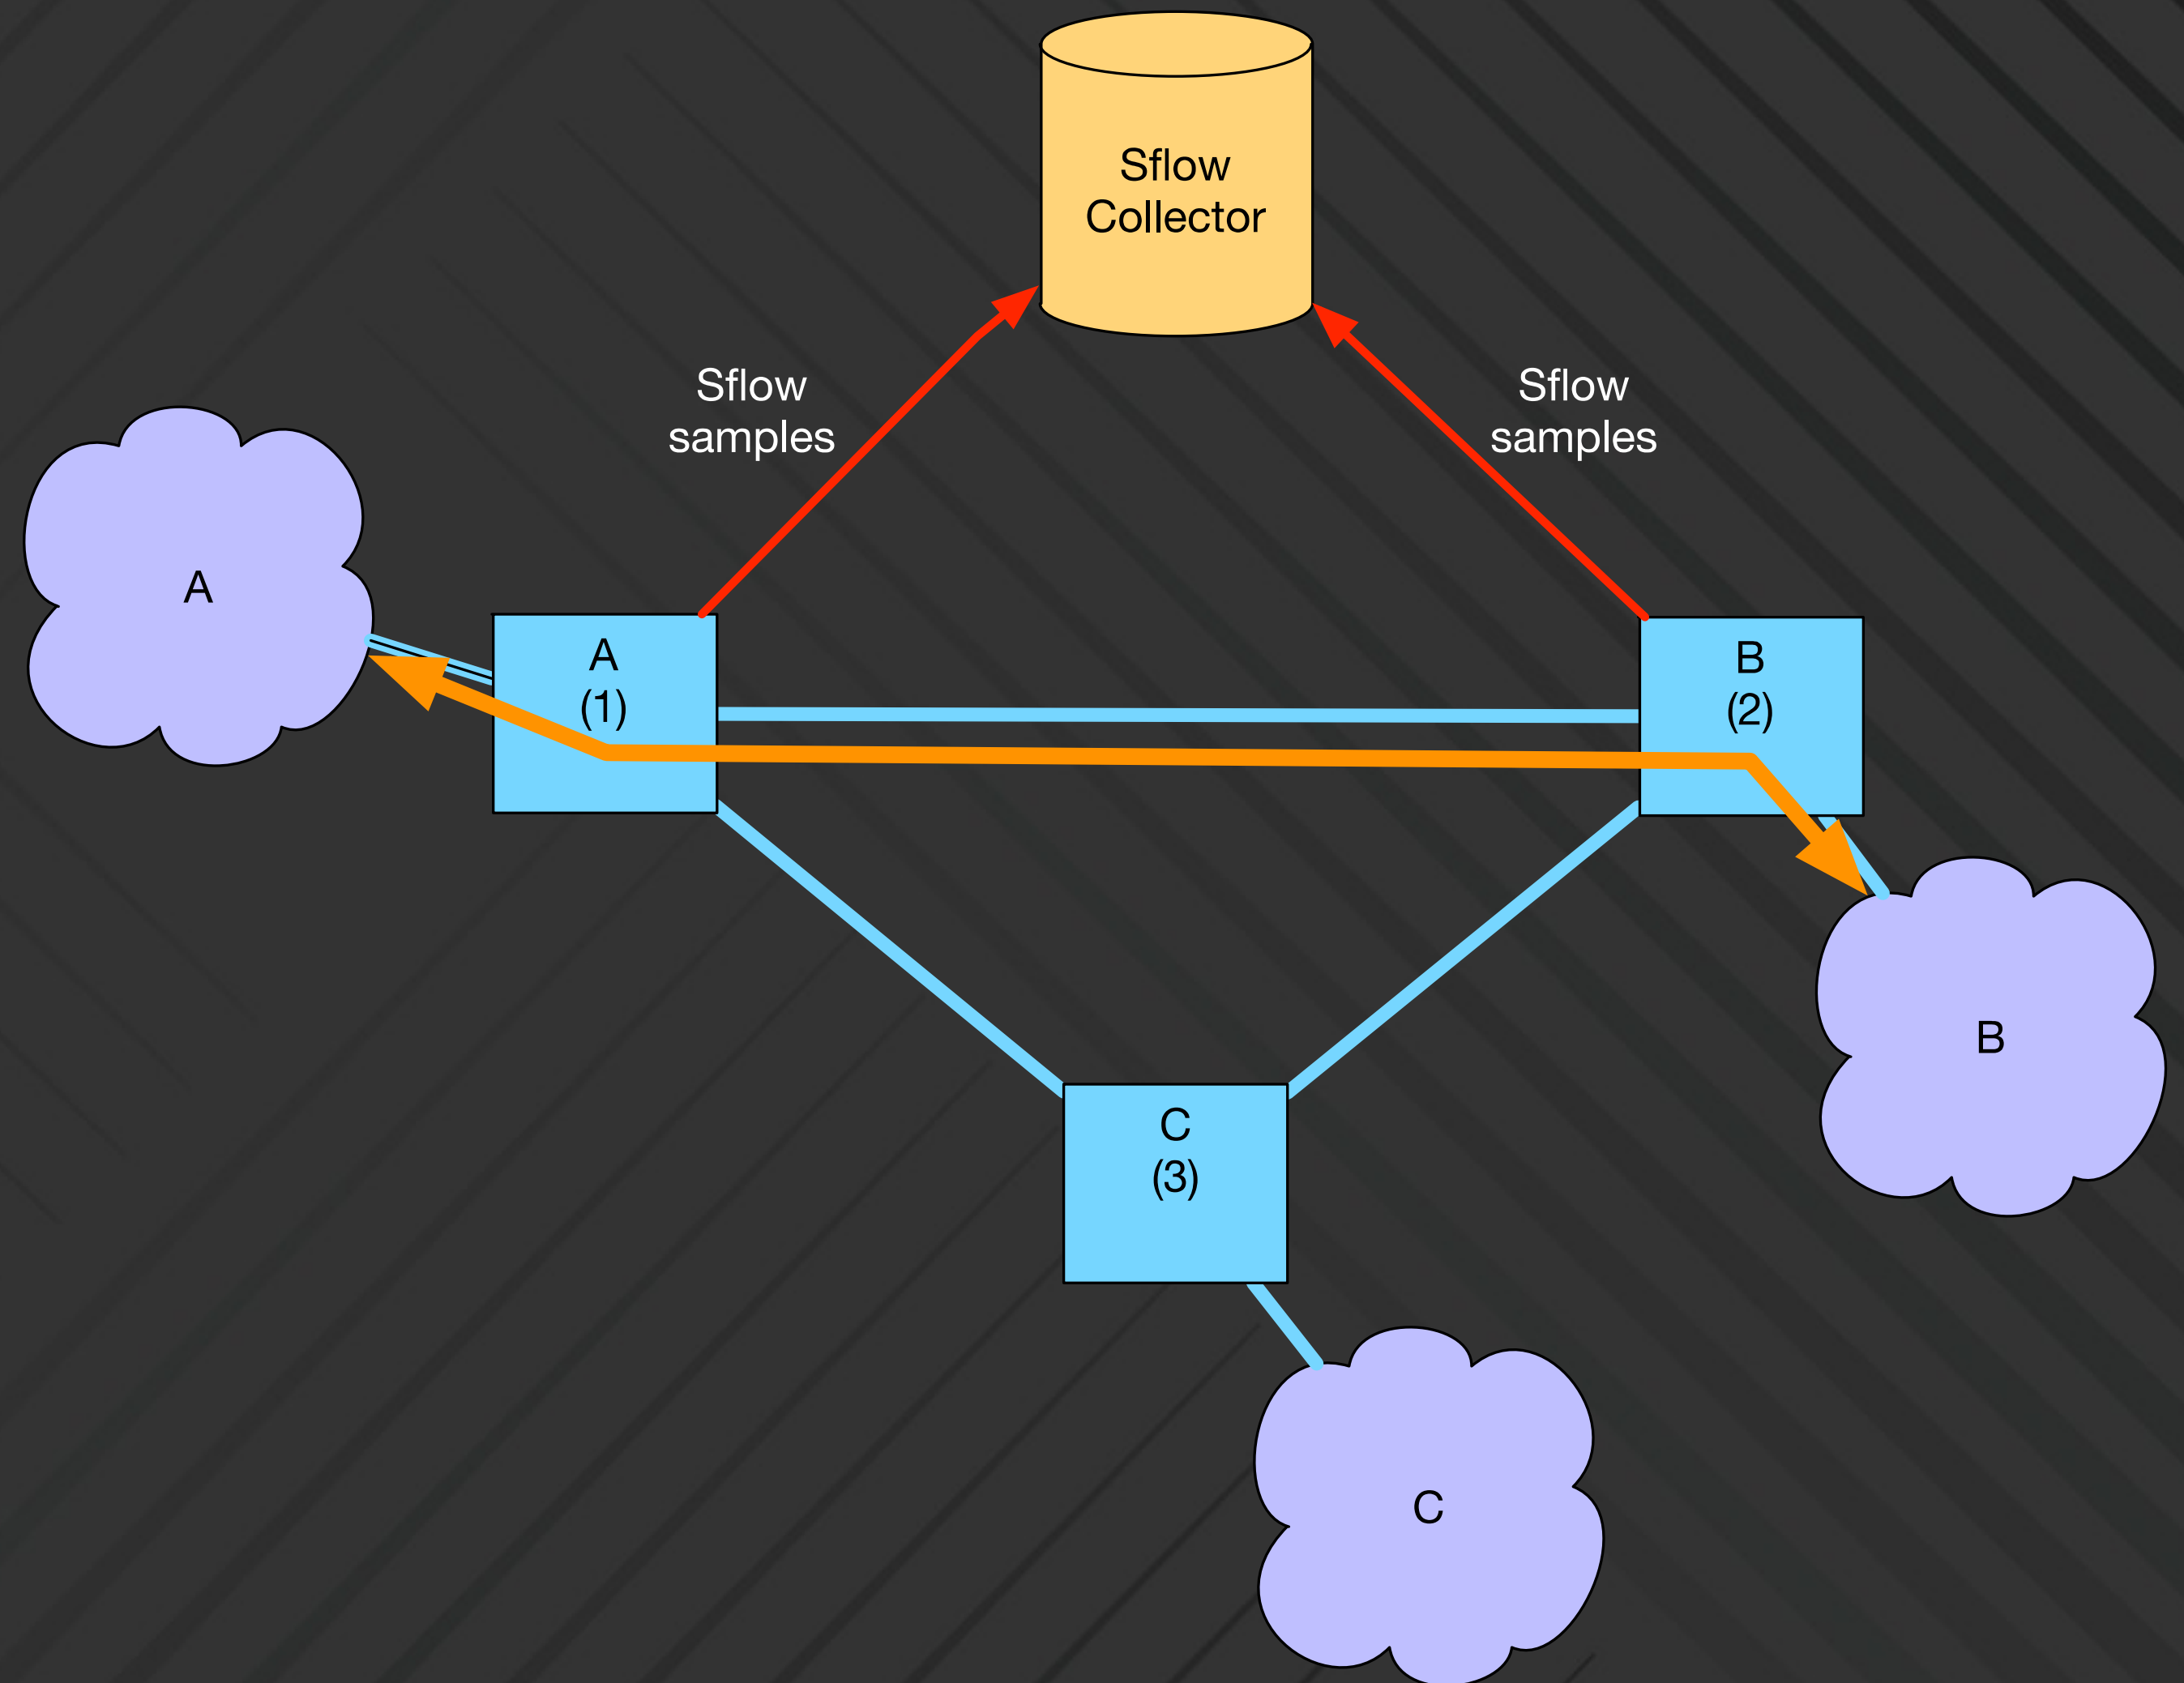 Sflow
Collector
Sflow
samples
Sflow
samples
A
A
(1)
B
(2)
B
C
(3)
C